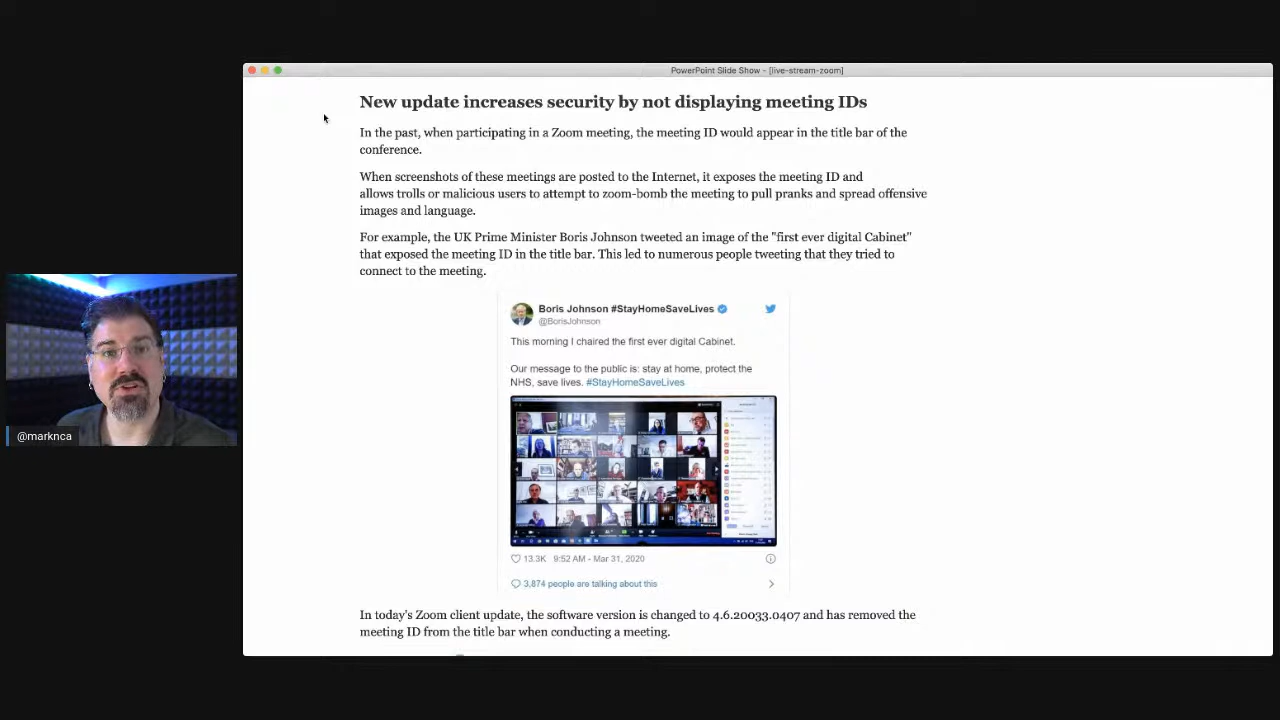 PowerPoint Slide Show - [live-stream-zoom]
New update increases security by not displaying meeting IDs
In the past, when participating in a Zoom meeting, the meeting ID would appear in the title bar of the
conference.
When screenshots of these meetings are posted to the Internet, it exposes the meeting ID and
allows trolls or malicious users to attempt to zoom-bomb the meeting to pull pranks and spread offensive
images and language.
For example, the UK Prime Minister Boris Johnson tweeted an image of the "first ever digital Cabinet"
that exposed the meeting ID in the title bar. This led to numerous people tweeting that they tried to
connect to the meeting.
Boris Johnson #StayHomeSaveLives
@BorisJohnson
This morning I chaired the first ever digital Cabinet.
Our message to the public is: stay at home, protect the
NHS, save lives. #StayHomeSaveLives
13.3K 9:52 AM - Mar 31, 2020
3,874 people are talking about this
In today's Zoom client update, the software version is changed to 4.6.20033.0407 and has removed the
meeting ID from the title bar when conducting a meeting.
@marknca